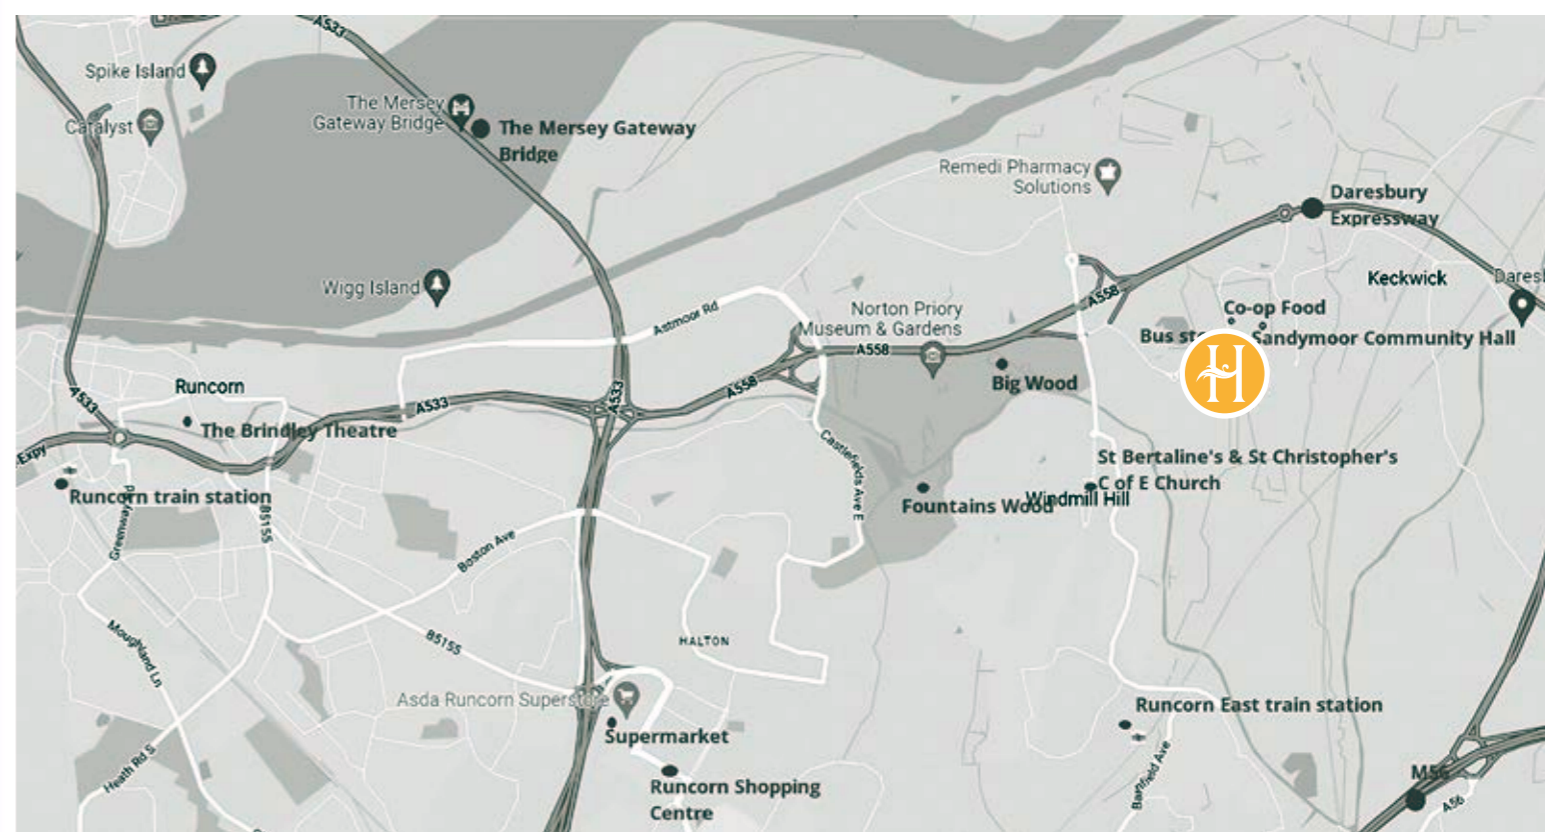 A533
Spike Island
Catalyst
The Mersey
Gateway Bridge
The Mersey Gateway
Bridge
Remedi Pharmacy
Solutions
Daresbury
Expressway
Keckwick
Wigg Island
Astmoor Rd
Norton Priory
Museum & Gardens
A558
Co-op Food
Bus
Sandymoor Community Hall
H
A558
Big Wood
Runcorn
A533
A533
A533
A558
The Brindley Theatre
Expy
Runcorn train station
Castlefields Ave E
St Bertaline's & St Christopher's
C of E Church
Fountains Wood
Windmill Hill
B5155
Boston Ave
Moughland Ln
B5155
HALTON
Asda Runcorn Superstore
Supermarket
Runcorn East train station
Heath Rd S
Runcorn Shopping
Centre
M56
A56